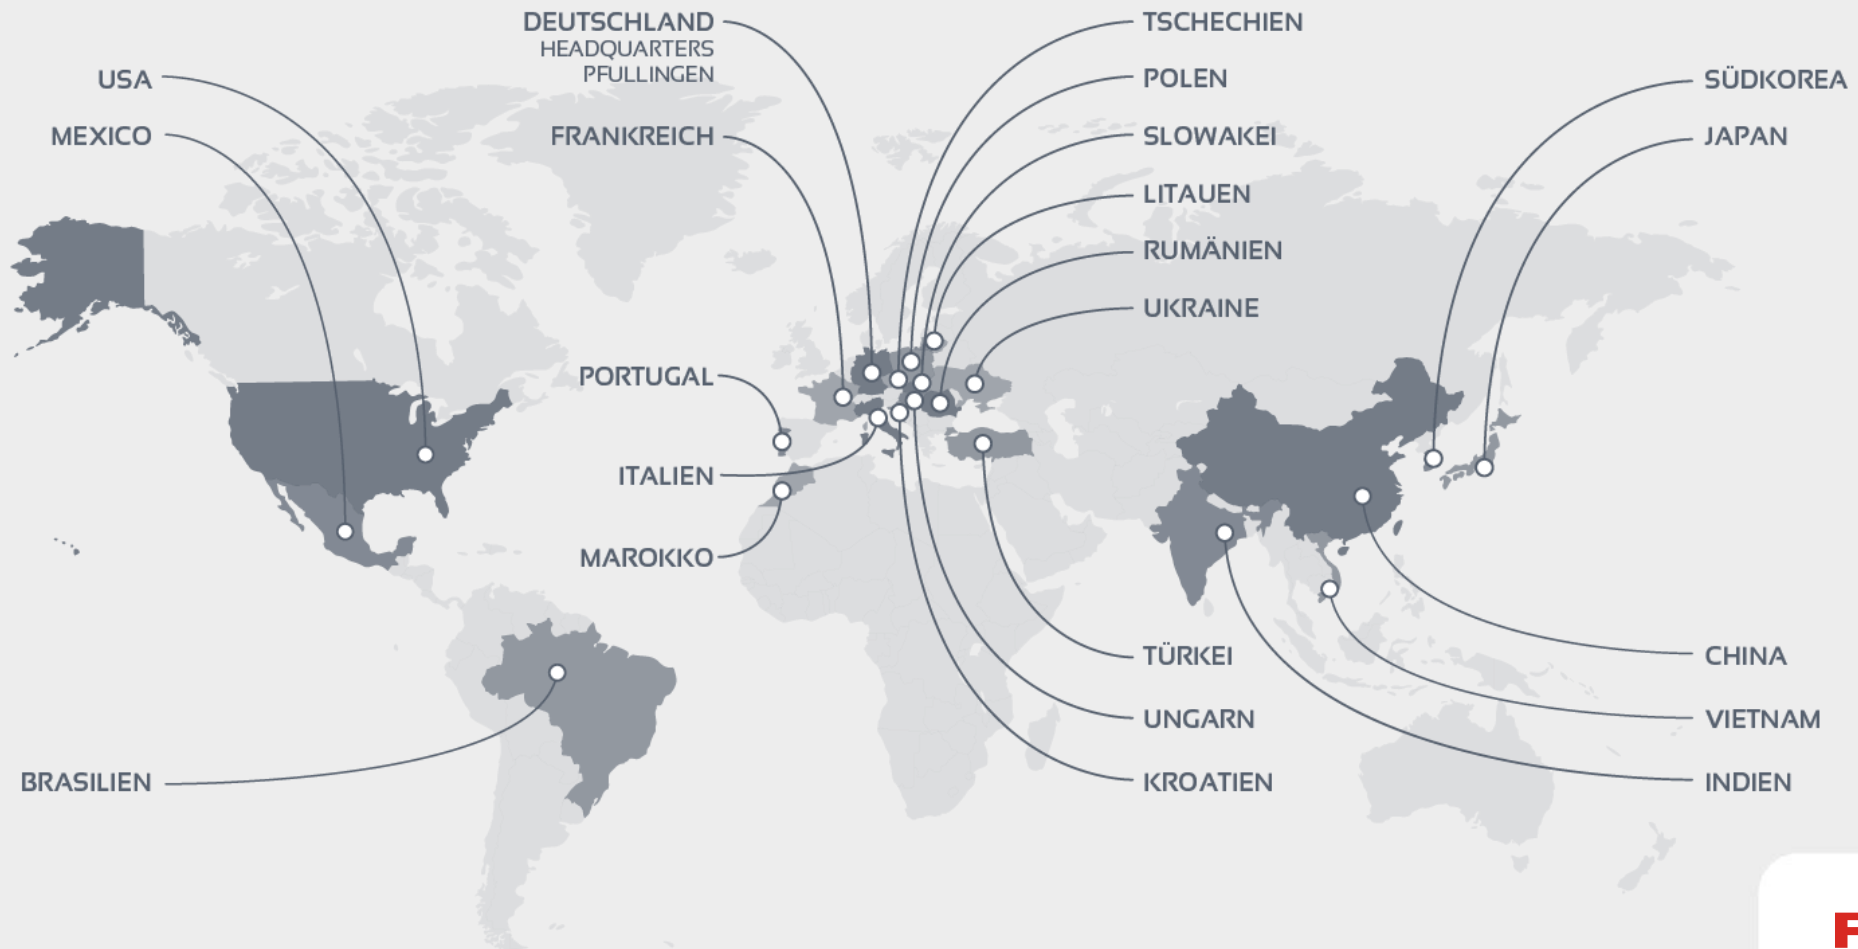 DEUTSCHLAND
HEADQUARTERS
PFULLINGEN
USA
MEXICO
FRANKREICH
TSCHECHIEN
POLEN
SLOWAKEI
LITAUEN
RUMÄNIEN
UKRAINE
SÜDKOREA
JAPAN
PORTUGAL
ITALIEN
MAROKKO
BRASILIEN
TÜRKEI
UNGARN
KROATIEN
CHINA
VIETNAM
INDIEN
F